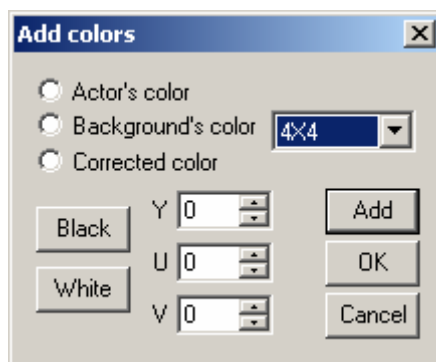 Add colors
Actor's color
Background's color 4X4
Corrected color
Black Y 0 Add
White U 0 OK
V 0 Cancel